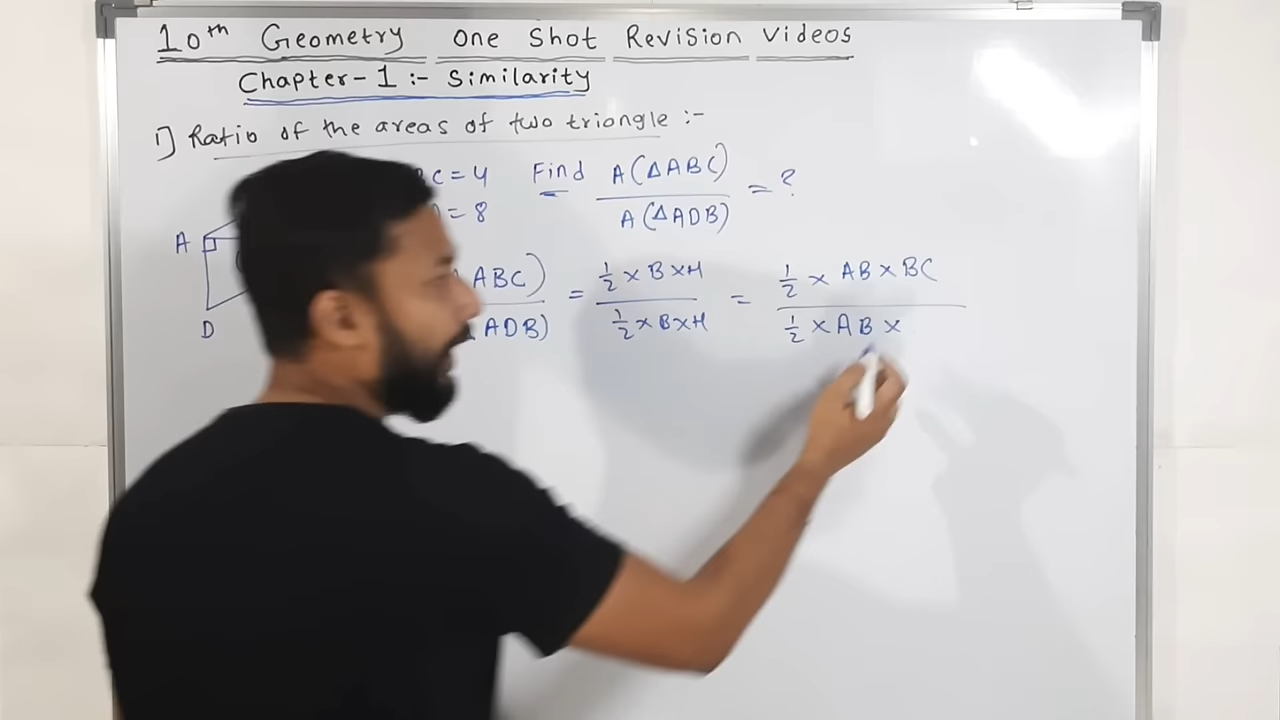 10th Geometry One Shot Revision Videos
Chapter-1 :- Similarity
1] Ratio of the areas of two triangle :-
C = 4 Find A(ΔABC) / A(ΔADB) = ?
= 8
A
ABC) / ADB) = ½ × B × H / ½ × B × H = ½ × AB × BC / ½ × AB ×
D